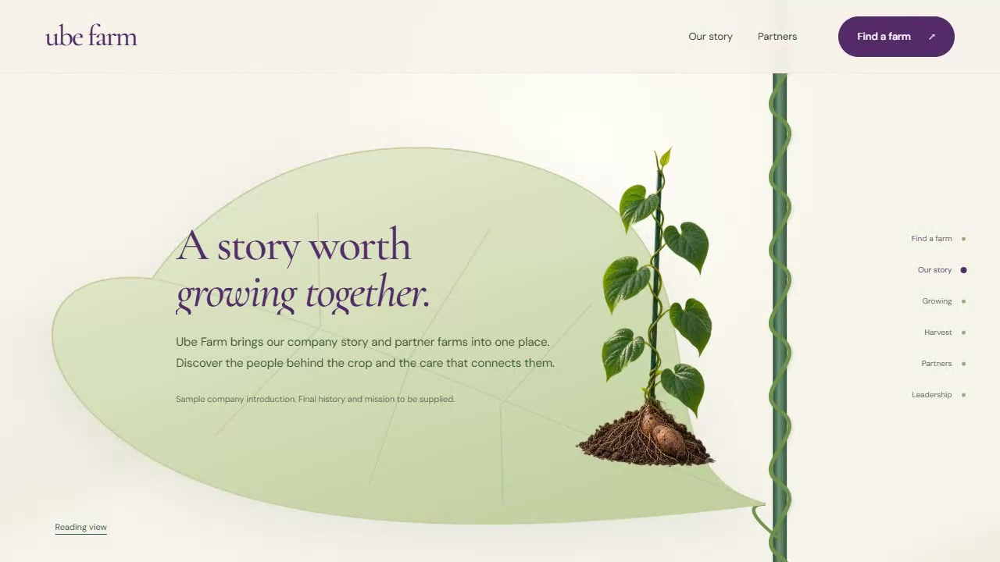 ube farm
Our story
Partners
Find a farm ↗
A story worth
growing together.
Ube Farm brings our company story and partner farms into one place.
Discover the people behind the crop and the care that connects them.
Sample company introduction. Final history and mission to be supplied.
Find a farm
Our story
Growing
Harvest
Partners
Leadership
Reading view